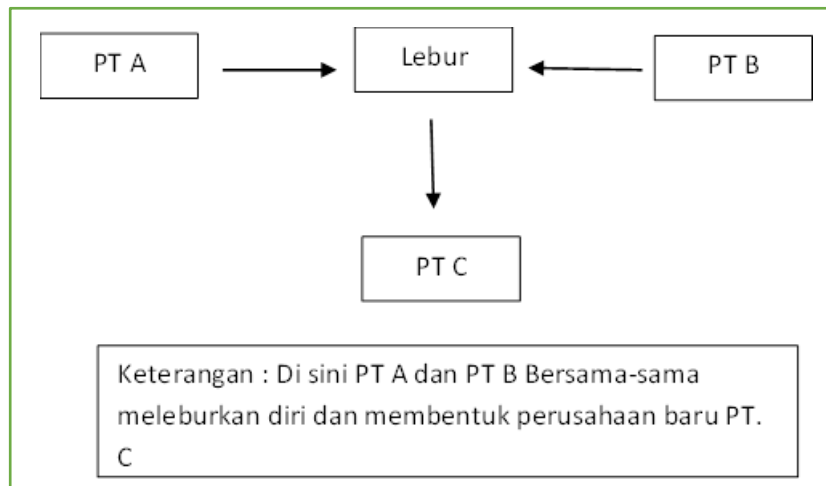 PT A
Lebur
PT B
PT C
Keterangan : Di sini PT A dan PT B Bersama-sama
meleburkan diri dan membentuk perusahaan baru PT.
C